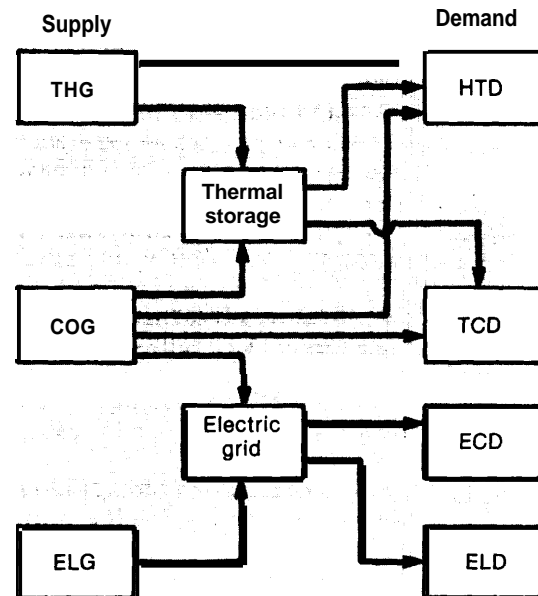 Supply
Demand
THG
HTD
Thermal
storage
COG
TCD
Electric
grid
ECD
ELG
ELD